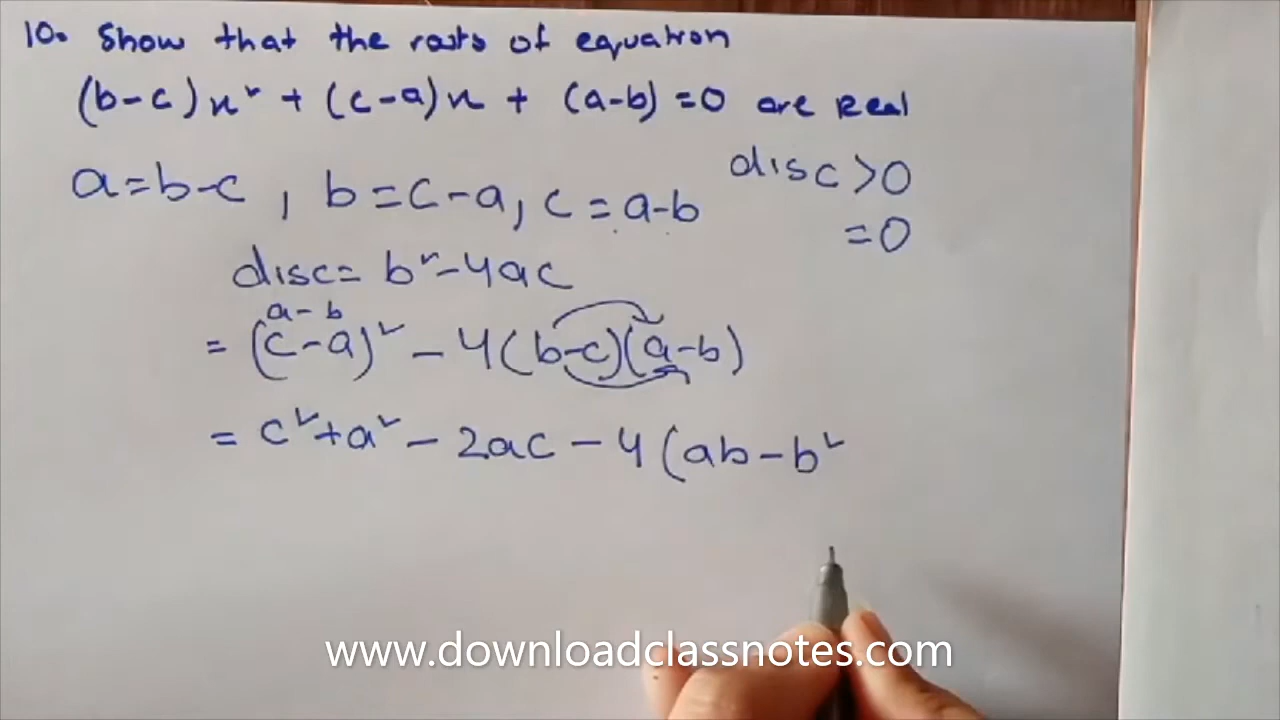 10. Show that the roots of equation
(b-c)x² + (c-a)x + (a-b) = 0 are Real
a=b-c, b=c-a, c=a-b
disc>0
=0
disc= b²-4ac
a- b
= (c-a)² - 4(b-c)(a-b)
= c²+a² - 2ac - 4(ab-b²
www.downloadclassnotes.com